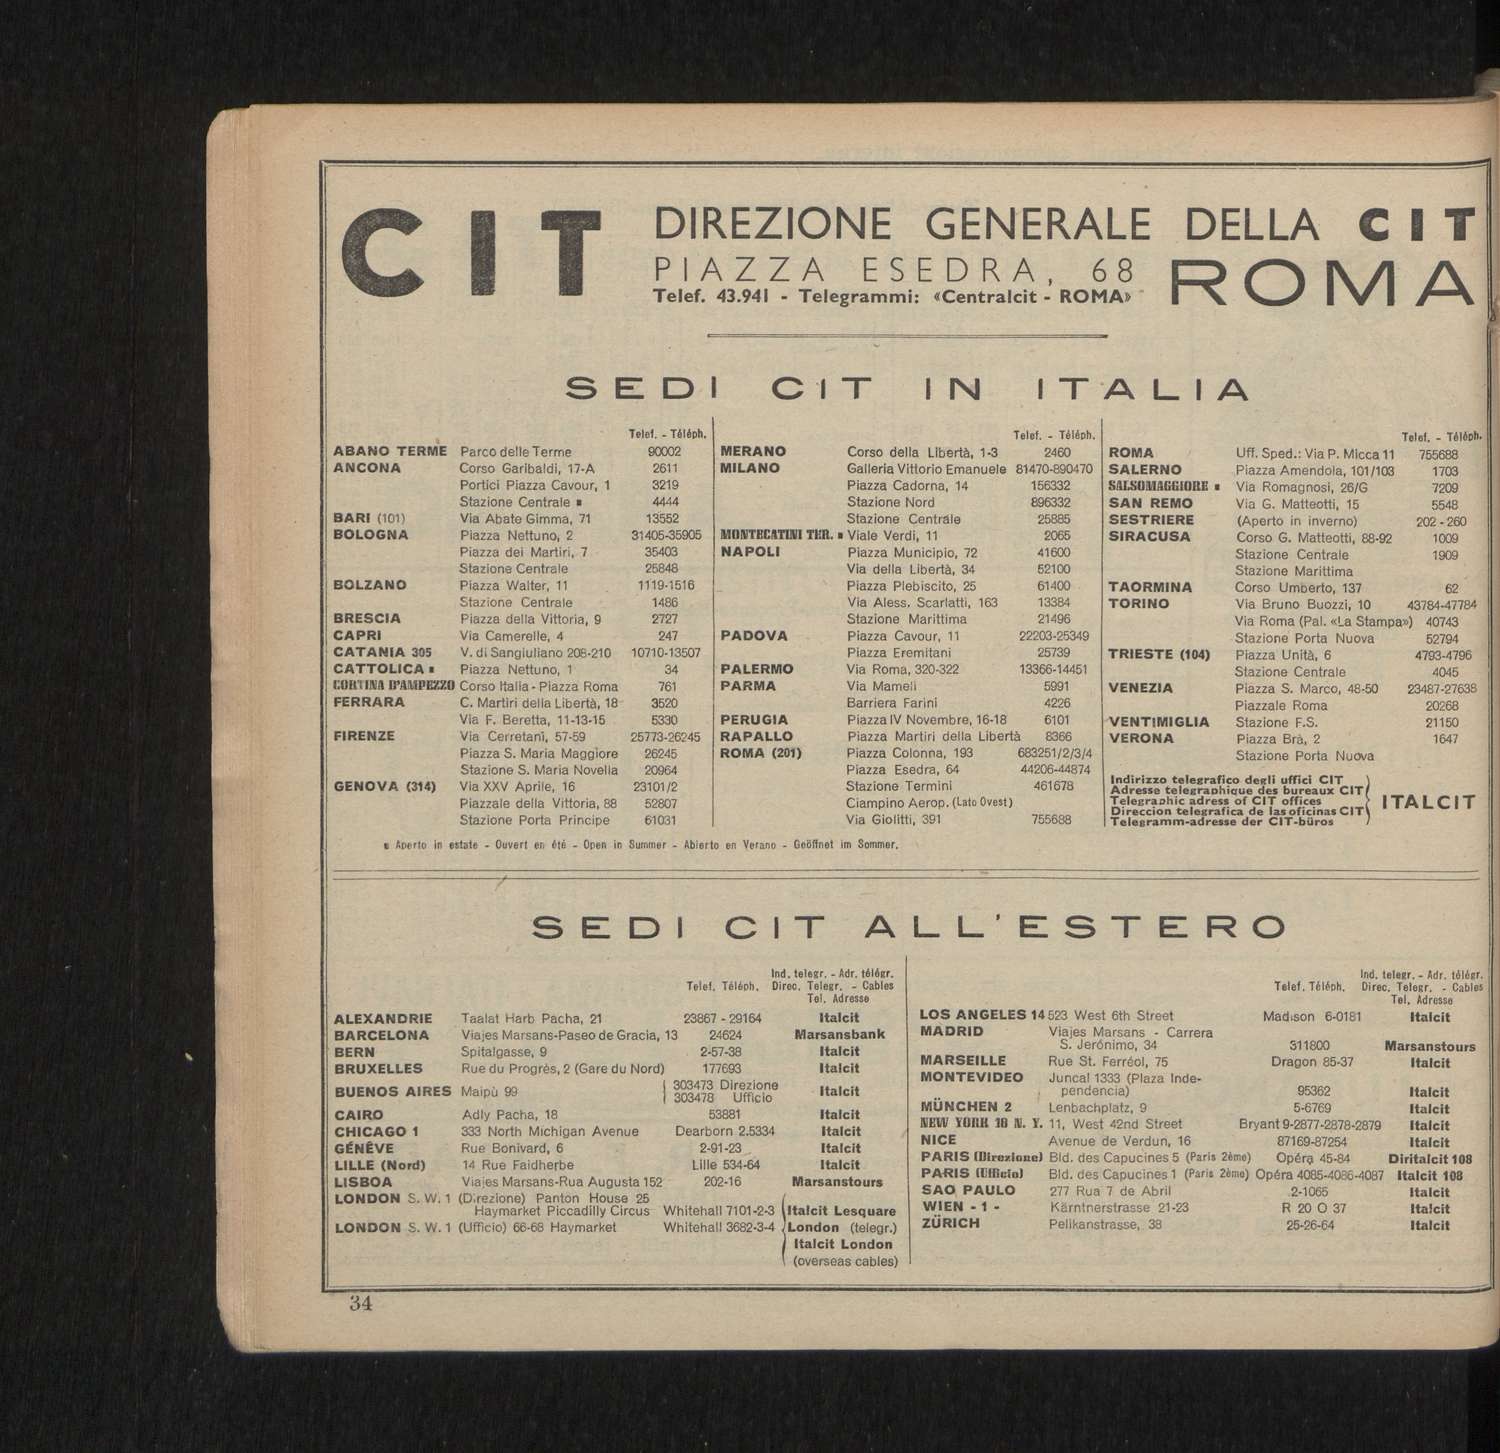 CIT
DIREZIONE GENERALE DELLA CIT
PIAZZA ESEDRA, 68 ROMA
Telef. 43.941 - Telegrammi: «Centralcit - ROMA»
SEDI CIT IN ITALIA
Telef. - Téléph.
ABANO TERME Parco delle Terme 90002
ANCONA Corso Garibaldi, 17-A 2611
Portici Piazza Cavour, 1 3219
Stazione Centrale ∎ 4444
BARI (101) Via Abate Gimma, 71 13552
BOLOGNA Piazza Nettuno, 2 31405-35905
Piazza dei Martiri, 7 35403
Stazione Centrale 25848
BOLZANO Piazza Walter, 11 1119-1516
Stazione Centrale 1486
BRESCIA Piazza della Vittoria, 9 2727
CAPRI Via Camerelle, 4 247
CATANIA 305 V. di Sangiuliano 208-210 10710-13507
CATTOLICA ∎ Piazza Nettuno, 1 34
CORTINA D'AMPEZZO Corso Italia - Piazza Roma 761
FERRARA C. Martiri della Libertà, 18 3520
Via F. Beretta, 11-13-15 5330
FIRENZE Via Cerretani, 57-59 25773-26245
Piazza S. Maria Maggiore 26245
Stazione S. Maria Novella 20964
GENOVA (314) Via XXV Aprile, 16 23101/2
Piazzale della Vittoria, 88 52807
Stazione Porta Principe 61031
Telef. - Téléph.
MERANO Corso della Libertà, 1-3 2460
MILANO Galleria Vittorio Emanuele 81470-890470
Piazza Cadorna, 14 156332
Stazione Nord 896332
Stazione Centrale 25885
MONTECATINI TER. ∎ Viale Verdi, 11 2065
NAPOLI Piazza Municipio, 72 41600
Via della Libertà, 34 52100
Piazza Plebiscito, 25 61400
Via Aless. Scarlatti, 163 13384
Stazione Marittima 21496
PADOVA Piazza Cavour, 11 22203-25349
Piazza Eremitani 25739
PALERMO Via Roma, 320-322 13366-14451
PARMA Via Mameli 5991
Barriera Farini 4226
PERUGIA Piazza IV Novembre, 16-18 6101
RAPALLO Piazza Martiri della Libertà 8366
ROMA (201) Piazza Colonna, 193 683251/2/3/4
Piazza Esedra, 64 44206-44874
Stazione Termini 461678
Ciampino Aerop. (Lato Ovest)
Via Giolitti, 391 755688
Telef. - Téléph.
ROMA Uff. Sped.: Via P. Micca 11 755688
SALERNO Piazza Amendola, 101/103 1703
SALSOMAGGIORE ∎ Via Romagnosi, 26/G 7209
SAN REMO Via G. Matteotti, 15 5548
SESTRIERE (Aperto in inverno) 202 - 260
SIRACUSA Corso G. Matteotti, 88-92 1009
Stazione Centrale 1909
Stazione Marittima
TAORMINA Corso Umberto, 137 62
TORINO Via Bruno Buozzi, 10 43784-47784
Via Roma (Pal. «La Stampa») 40743
Stazione Porta Nuova 52794
TRIESTE (104) Piazza Unità, 6 4793-4796
Stazione Centrale 4045
VENEZIA Piazza S. Marco, 48-50 23487-27638
Piazzale Roma 20268
VENTIMIGLIA Stazione F.S. 21150
VERONA Piazza Brà, 2 1647
Stazione Porta Nuova
Indirizzo telegrafico degli uffici CIT
Adresse telegraphique des bureaux CIT
Telegraphic adress of CIT offices
Direccion telegrafica de las oficinas CIT
Telegramm-adresse der CIT-büros
ITALCIT
∎ Aperto in estate - Ouvert en été - Open in Summer - Abierto en Verano - Geöffnet im Sommer.
SEDI CIT ALL'ESTERO
Telef. Téléph. Ind. telegr. - Adr. télégr.
Direc. Telegr. - Cables
Tel. Adresse
ALEXANDRIE Taalat Harb Pacha, 21 23867 - 29164 Italcit
BARCELONA Viajes Marsans-Paseo de Gracia, 13 24624 Marsansbank
BERN Spitalgasse, 9 2-57-38 Italcit
BRUXELLES Rue du Progrès, 2 (Gare du Nord) 177693 Italcit
BUENOS AIRES Maipù 99 303473 Direzione
303478 Ufficio Italcit
CAIRO Adly Pacha, 18 53881 Italcit
CHICAGO 1 333 North Michigan Avenue Dearborn 2.5334 Italcit
GÉNÉVE Rue Bonivard, 6 2-91-23 Italcit
LILLE (Nord) 14 Rue Faidherbe Lille 534-64 Italcit
LISBOA Viajes Marsans-Rua Augusta 152 202-16 Marsanstours
LONDON S. W. 1 (Direzione) Panton House 25
Haymarket Piccadilly Circus Whitehall 7101-2-3 Italcit Lesquare
LONDON S. W. 1 (Ufficio) 66-68 Haymarket Whitehall 3682-3-4 London (telegr.)
Italcit London
(overseas cables)
Telef. Téléph. Ind. telegr. - Adr. télégr.
Direc. Telegr. - Cables
Tel. Adresse
LOS ANGELES 14 523 West 6th Street Madison 6-0181 Italcit
MADRID Viajes Marsans - Carrera
S. Jerónimo, 34 311800 Marsanstours
MARSEILLE Rue St. Ferréol, 75 Dragon 85-37 Italcit
MONTEVIDEO Juncal 1333 (Plaza Inde-
pendencia) 95362 Italcit
MÜNCHEN 2 Lenbachplatz, 9 5-6769 Italcit
NEW YORK 18 N. Y. 11, West 42nd Street Bryant 9-2877-2878-2879 Italcit
NICE Avenue de Verdun, 16 87169-87254 Italcit
PARIS (Direzione) Bld. des Capucines 5 (Paris 2ème) Opéra 45-84 Diritalcit 108
PARIS (Ufficio) Bld. des Capucines 1 (Paris 2ème) Opéra 4085-4086-4087 Italcit 108
SAO PAULO 277 Rua 7 de Abril 2-1065 Italcit
WIEN - 1 - Kärntnerstrasse 21-23 R 20 O 37 Italcit
ZÜRICH Pelikanstrasse, 38 25-26-64 Italcit
34